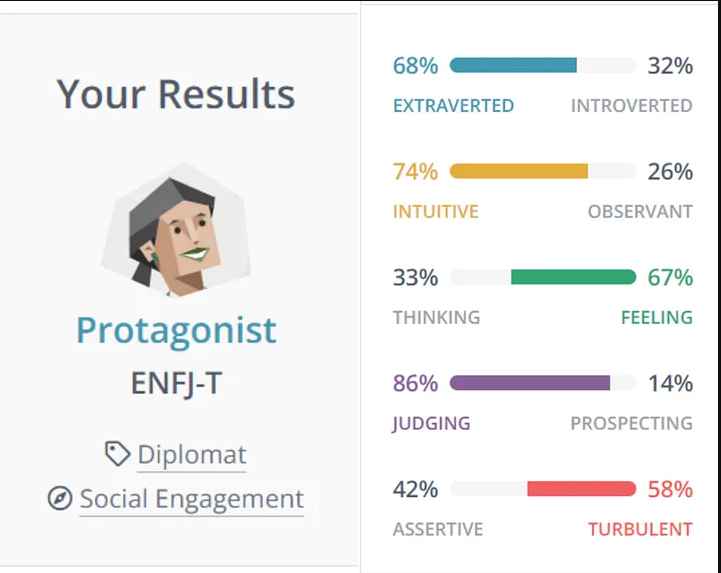 Your Results
Protagonist
ENFJ-T
Diplomat
Social Engagement
68% 32%
EXTRAVERTED INTROVERTED
74% 26%
INTUITIVE OBSERVANT
33% 67%
THINKING FEELING
86% 14%
JUDGING PROSPECTING
42% 58%
ASSERTIVE TURBULENT